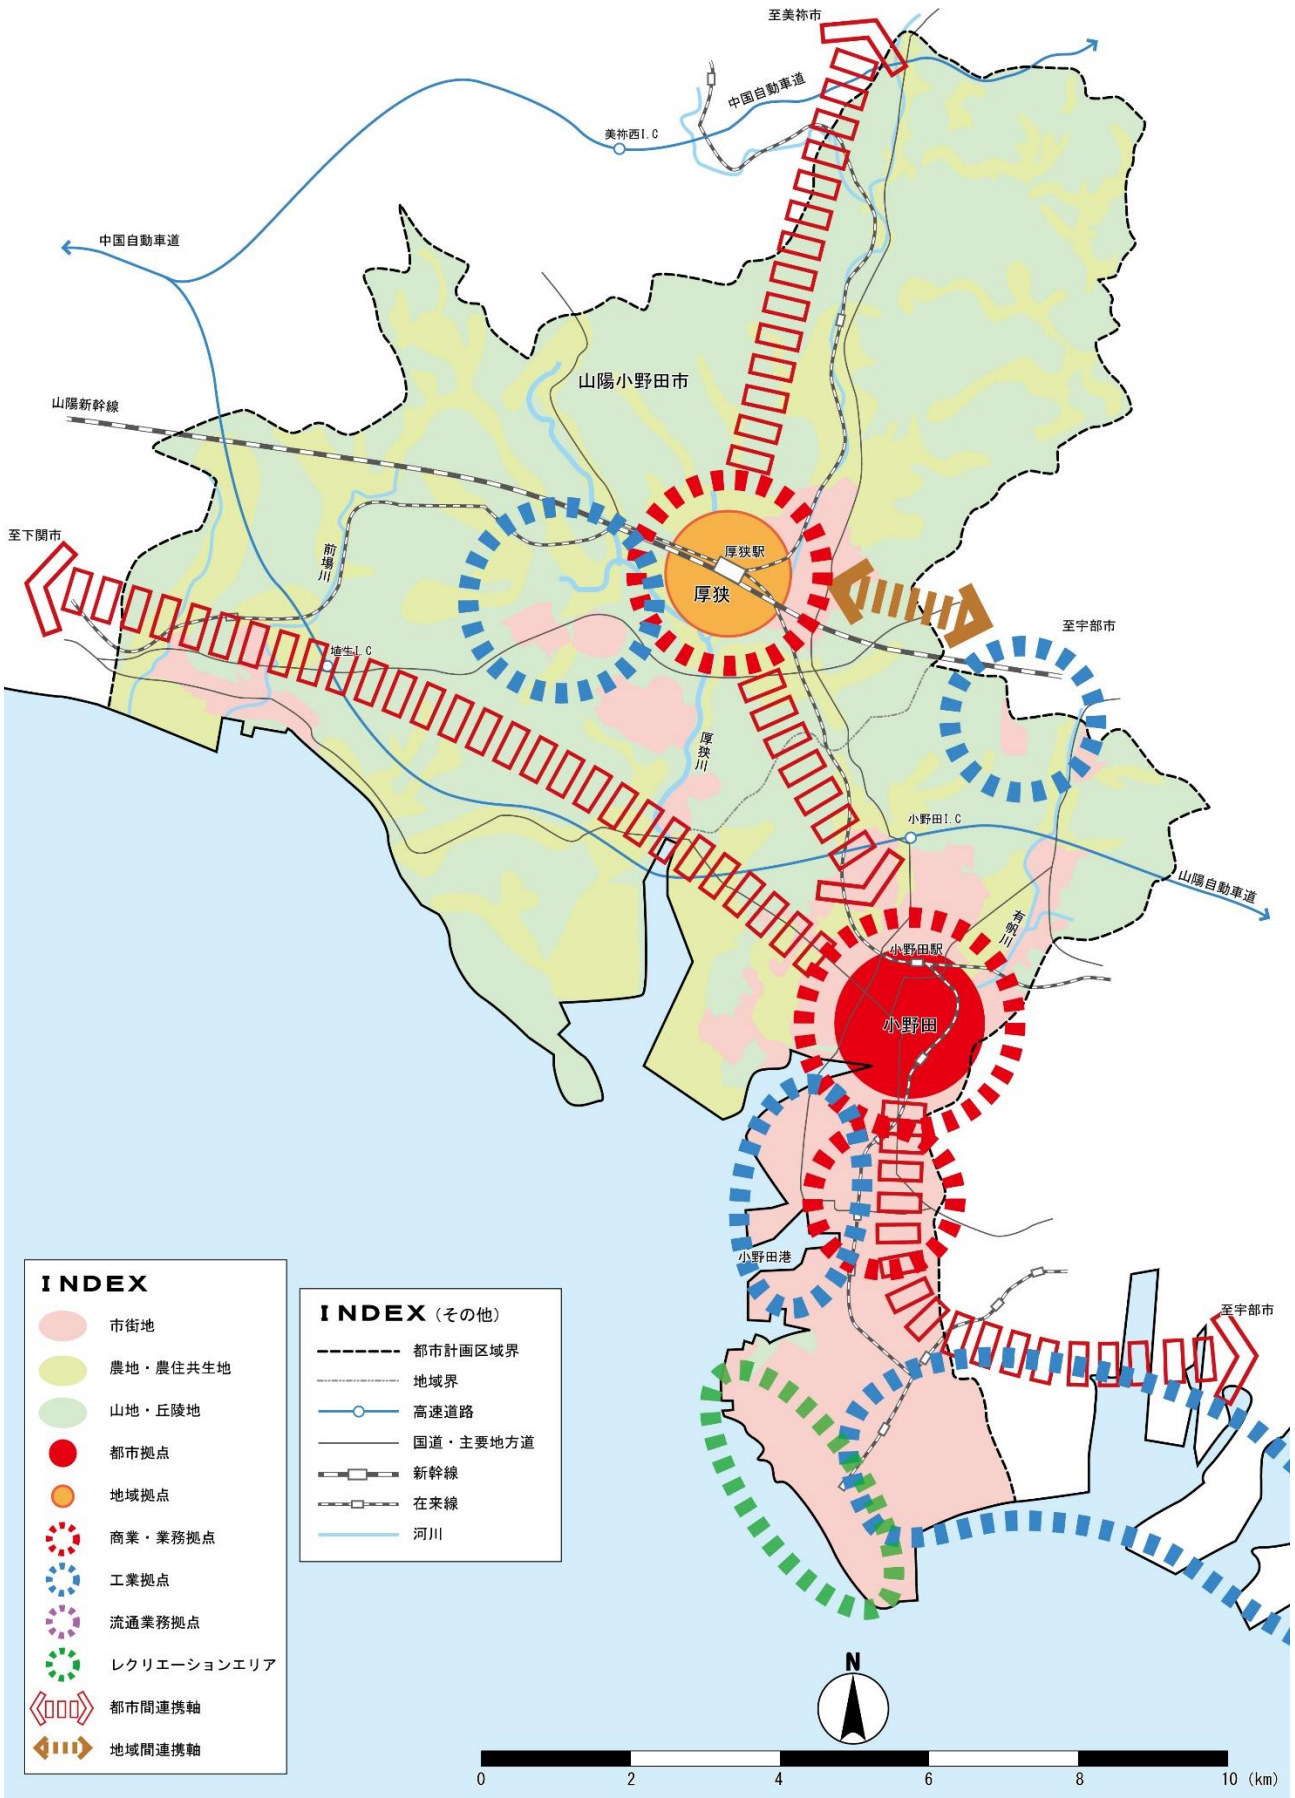 至美祢市
中国自動車道
美祢西I.C
中国自動車道
山陽小野田市
山陽新幹線
至下関市
前場川
厚狭駅
厚狭
至宇部市
埴生I.C
厚狭川
小野田I.C
山陽自動車道
有帆川
小野田駅
小野田
小野田港
至宇部市
INDEX
市街地
農地・農住共生地
山地・丘陵地
都市拠点
地域拠点
商業・業務拠点
工業拠点
流通業務拠点
レクリエーションエリア
都市間連携軸
地域間連携軸
INDEX(その他)
都市計画区域界
地域界
高速道路
国道・主要地方道
新幹線
在来線
河川
N
0 2 4 6 8 10 (km)